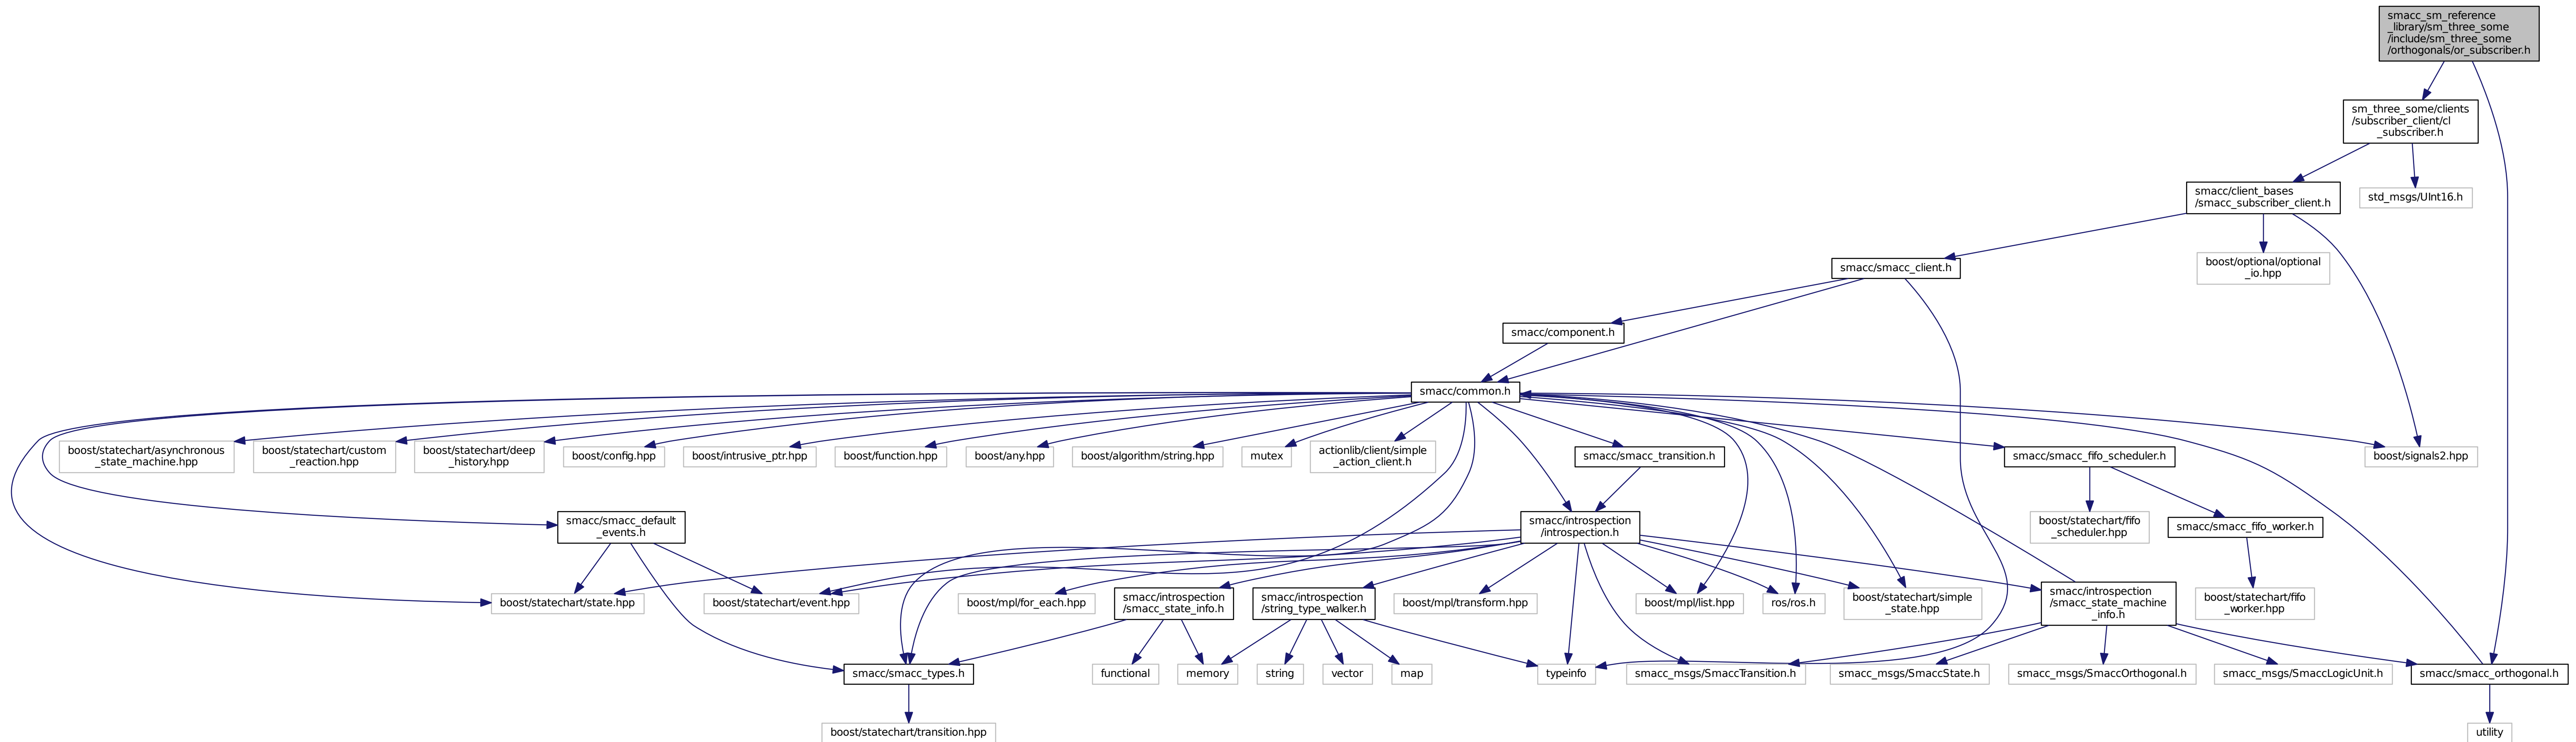 smacc_sm_reference
_library/sm_three_some
/include/sm_three_some
/orthogonals/or_subscriber.h
sm_three_some/clients
/subscriber_client/cl
_subscriber.h
smacc/client_bases
/smacc_subscriber_client.h
std_msgs/UInt16.h
smacc/smacc_client.h
boost/optional/optional
_io.hpp
smacc/component.h
smacc/common.h
boost/statechart/asynchronous
_state_machine.hpp
boost/statechart/custom
_reaction.hpp
boost/statechart/deep
_history.hpp
boost/config.hpp
boost/intrusive_ptr.hpp
boost/function.hpp
boost/any.hpp
boost/algorithm/string.hpp
mutex
actionlib/client/simple
_action_client.h
smacc/smacc_transition.h
smacc/smacc_fifo_scheduler.h
boost/signals2.hpp
smacc/smacc_default
_events.h
smacc/introspection
/introspection.h
boost/statechart/fifo
_scheduler.hpp
smacc/smacc_fifo_worker.h
boost/statechart/state.hpp
boost/statechart/event.hpp
boost/mpl/for_each.hpp
smacc/introspection
/smacc_state_info.h
smacc/introspection
/string_type_walker.h
boost/mpl/transform.hpp
boost/mpl/list.hpp
ros/ros.h
boost/statechart/simple
_state.hpp
smacc/introspection
/smacc_state_machine
_info.h
boost/statechart/fifo
_worker.hpp
smacc/smacc_types.h
functional
memory
string
vector
map
typeinfo
smacc_msgs/SmaccTransition.h
smacc_msgs/SmaccState.h
smacc_msgs/SmaccOrthogonal.h
smacc_msgs/SmaccLogicUnit.h
smacc/smacc_orthogonal.h
boost/statechart/transition.hpp
utility